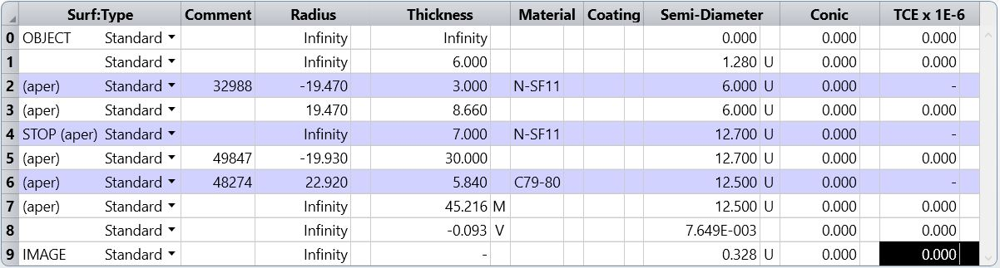 Surf:Type Comment Radius Thickness Material Coating Semi-Diameter Conic TCE x 1E-6
0 OBJECT Standard Infinity Infinity 0.000 0.000 0.000
1 Standard Infinity 6.000 1.280 U 0.000 0.000
2 (aper) Standard 32988 -19.470 3.000 N-SF11 6.000 U 0.000 -
3 (aper) Standard 19.470 8.660 6.000 U 0.000 0.000
4 STOP (aper) Standard Infinity 7.000 N-SF11 12.700 U 0.000 -
5 (aper) Standard 49847 -19.930 30.000 12.700 U 0.000 0.000
6 (aper) Standard 48274 22.920 5.840 C79-80 12.500 U 0.000 -
7 (aper) Standard Infinity 45.216 M 12.500 U 0.000 0.000
8 Standard Infinity -0.093 V 7.649E-003 0.000 0.000
9 IMAGE Standard Infinity - 0.328 U 0.000 0.000